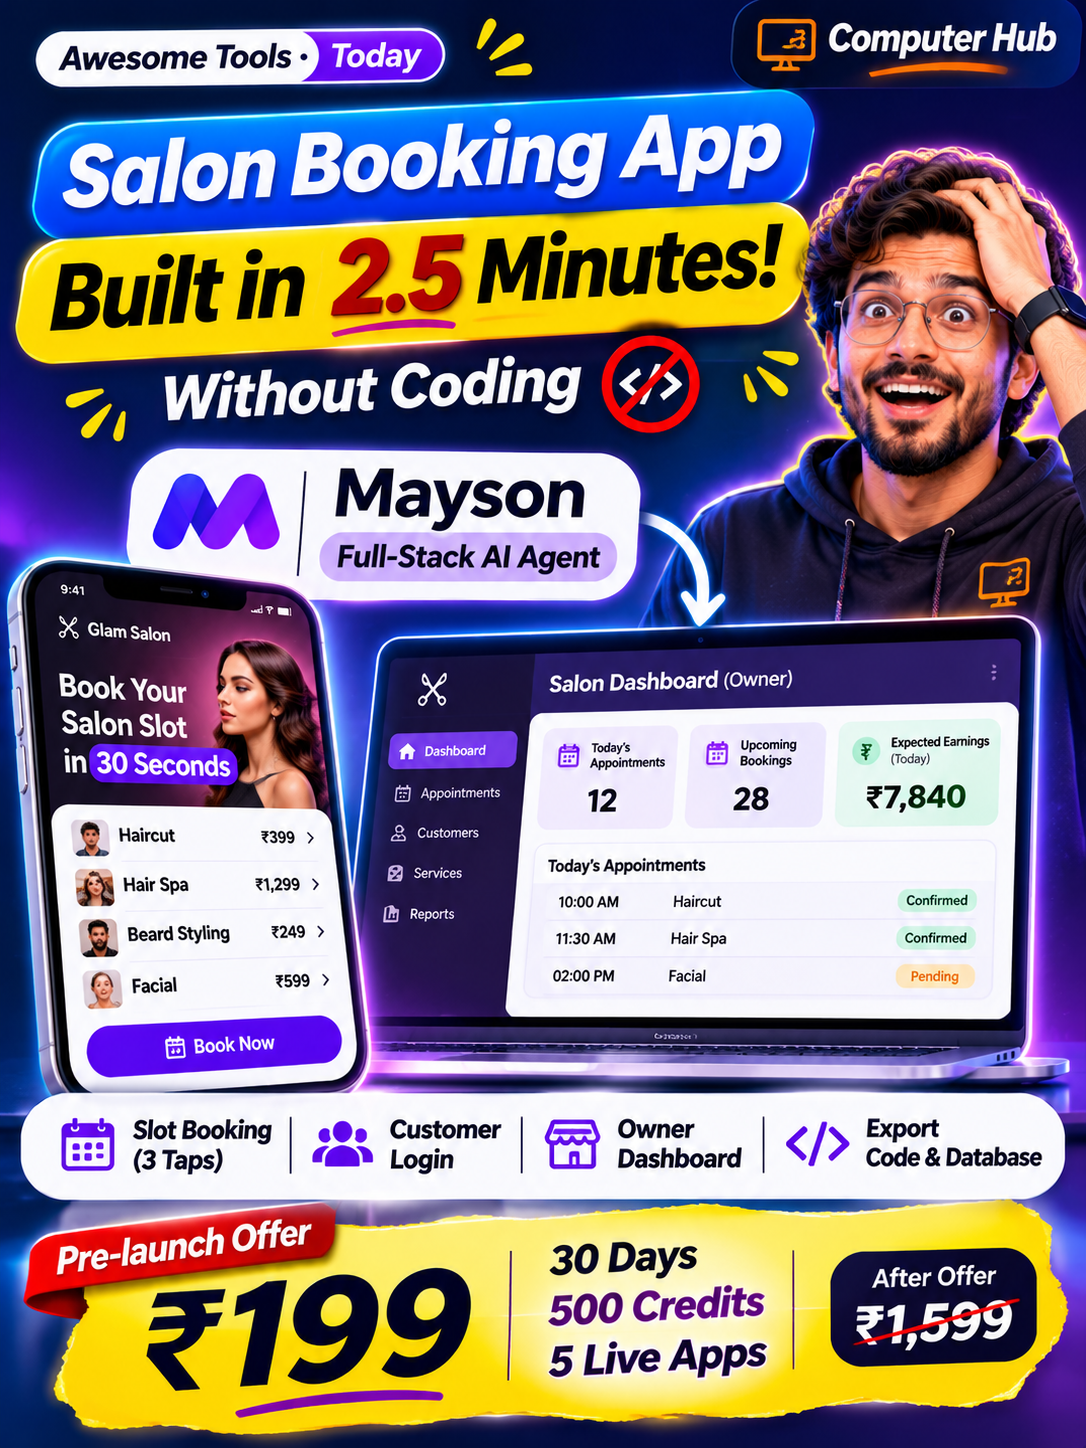 Awesome Tools • Today
Computer Hub
Salon Booking App
Built in 2.5 Minutes!
Without Coding
</>
Mayson
Full-Stack AI Agent
9:41
Glam Salon
Book Your
Salon Slot
in 30 Seconds
Haircut ₹399
Hair Spa ₹1,299
Beard Styling ₹249
Facial ₹599
Book Now
Salon Dashboard (Owner)
Dashboard
Appointments
Customers
Services
Reports
Today's
Appointments
12
Upcoming
Bookings
28
Expected Earnings
(Today)
₹7,840
Today's Appointments
10:00 AM Haircut Confirmed
11:30 AM Hair Spa Confirmed
02:00 PM Facial Pending
Slot Booking
(3 Taps)
Customer
Login
Owner
Dashboard
</>
Export
Code & Database
Pre-launch Offer
₹199
30 Days
500 Credits
5 Live Apps
After Offer
₹1,599